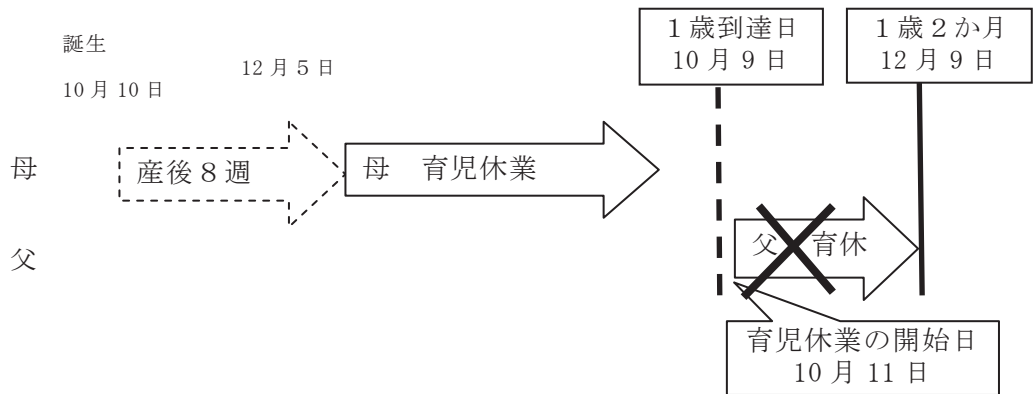 誕生
10月10日
12月5日
1歳到達日
10月9日
1歳2か月
12月9日
母
産後8週
母　育児休業
父
父　育休
育児休業の開始日
10月11日